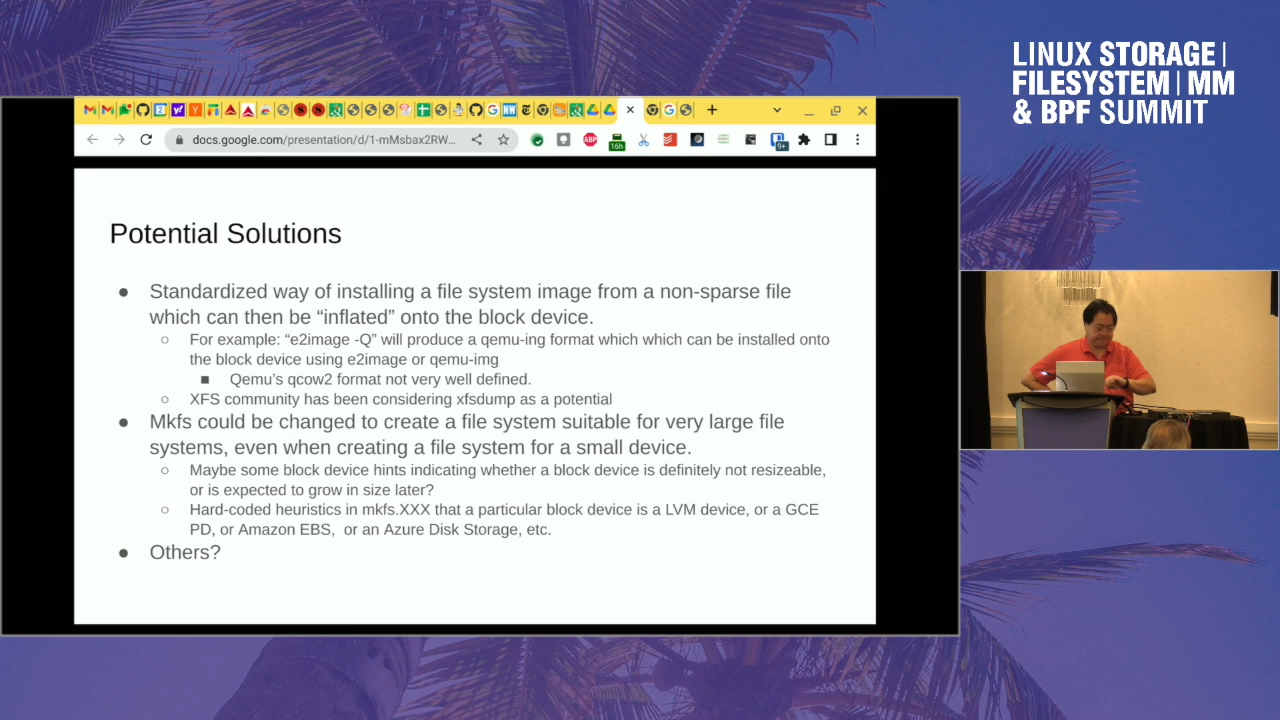 LINUX STORAGE |
FILESYSTEM | MM
& BPF SUMMIT
docs.google.com/presentation/d/1-mMsbax2RW...
ABP
16h
9+
Potential Solutions
● Standardized way of installing a file system image from a non-sparse file
which can then be “inflated” onto the block device.
○ For example: “e2image -Q” will produce a qemu-ing format which which can be installed onto
the block device using e2image or qemu-img
■ Qemu’s qcow2 format not very well defined.
○ XFS community has been considering xfsdump as a potential
● Mkfs could be changed to create a file system suitable for very large file
systems, even when creating a file system for a small device.
○ Maybe some block device hints indicating whether a block device is definitely not resizeable,
or is expected to grow in size later?
○ Hard-coded heuristics in mkfs.XXX that a particular block device is a LVM device, or a GCE
PD, or Amazon EBS,  or an Azure Disk Storage, etc.
● Others?